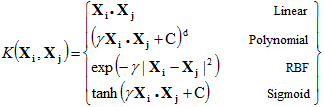 K(Xᵢ, Xⱼ) = { Xᵢ • Xⱼ Linear
(γXᵢ • Xⱼ + C)ᵈ Polynomial
exp(−γ | Xᵢ − Xⱼ |²) RBF
tanh(γXᵢ • Xⱼ + C) Sigmoid }